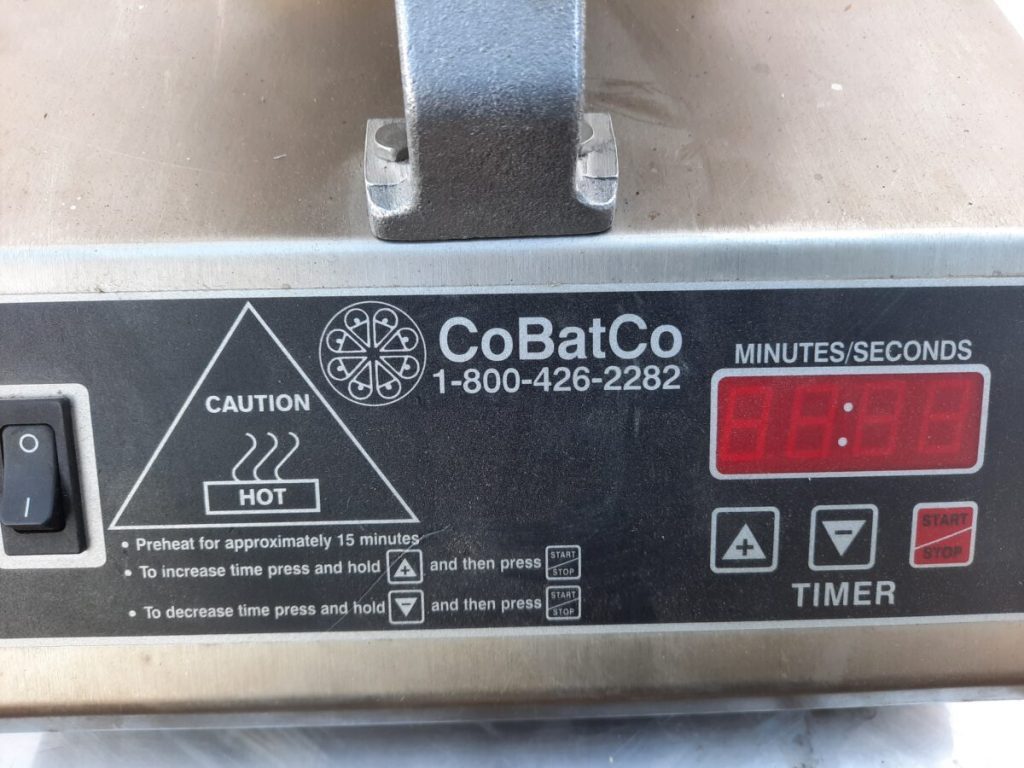 CoBatCo
1-800-426-2282
MINUTES/SECONDS
CAUTION
HOT
• Preheat for approximately 15 minutes
• To increase time press and hold + and then press START/STOP
• To decrease time press and hold − and then press START/STOP
START
STOP
TIMER